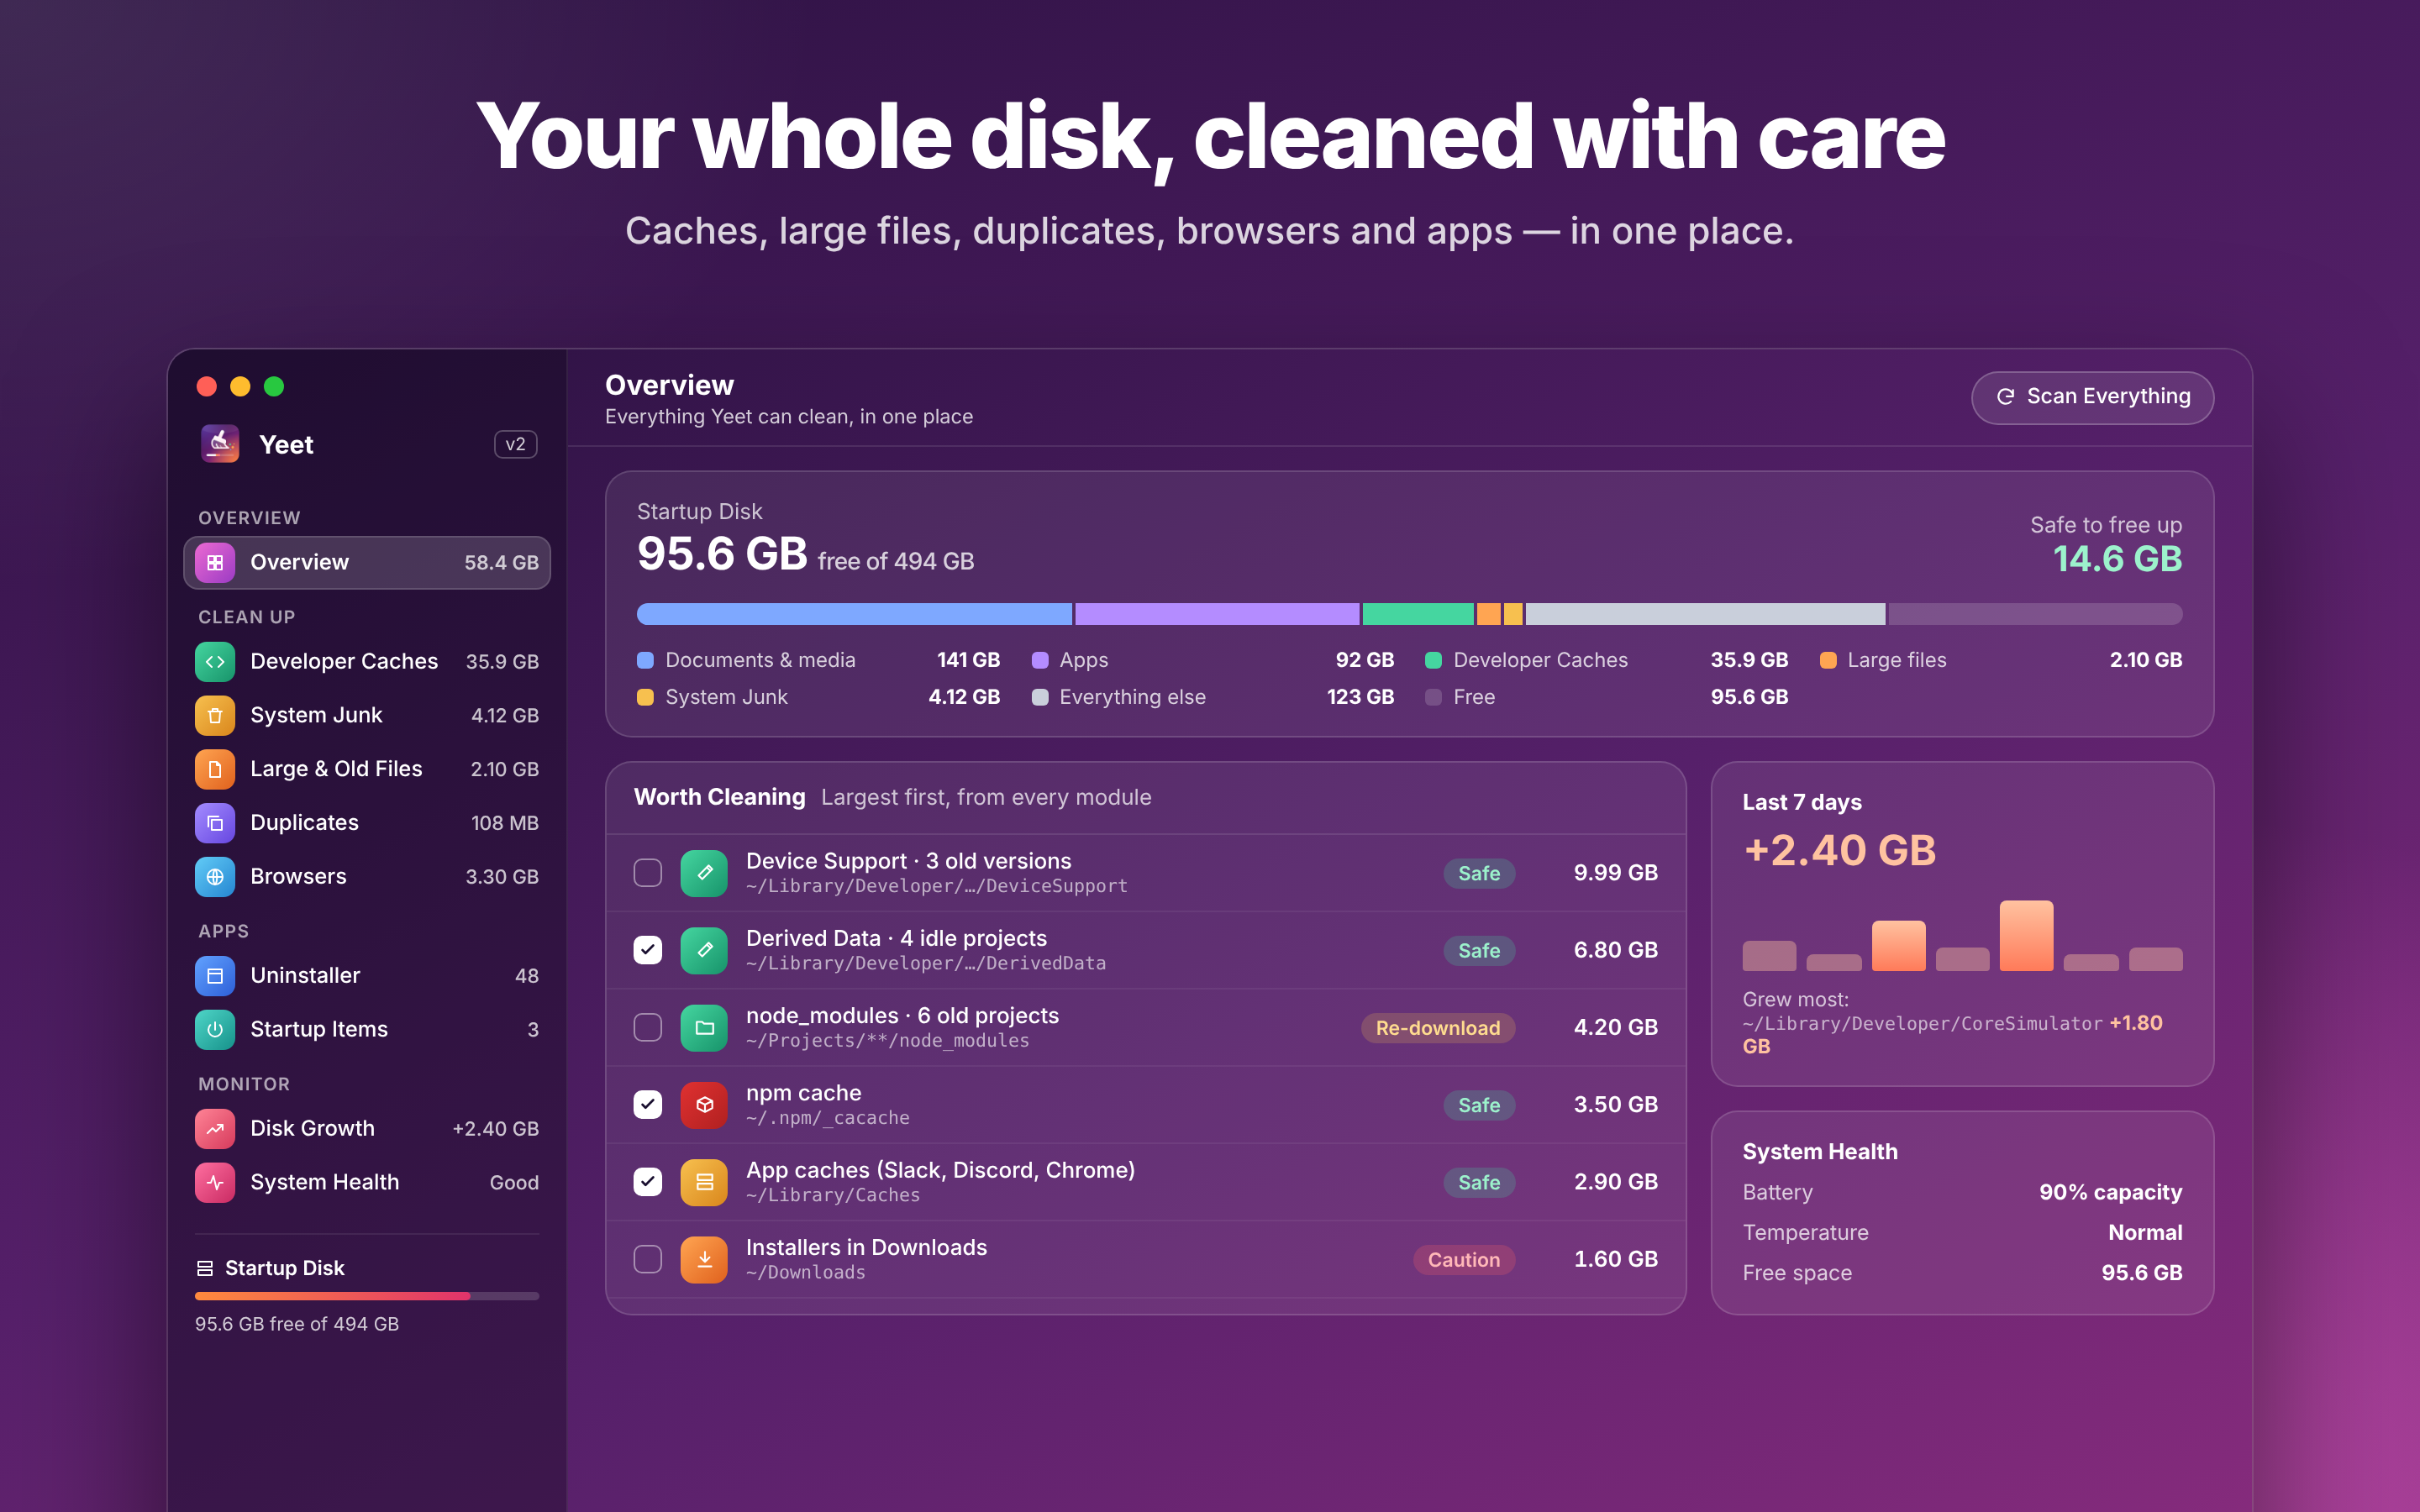 Your whole disk, cleaned with care
Caches, large files, duplicates, browsers and apps — in one place.
Yeet
v2
OVERVIEW
Overview 58.4 GB
CLEAN UP
Developer Caches 35.9 GB
System Junk 4.12 GB
Large & Old Files 2.10 GB
Duplicates 108 MB
Browsers 3.30 GB
APPS
Uninstaller 48
Startup Items 3
MONITOR
Disk Growth +2.40 GB
System Health Good
Startup Disk
95.6 GB free of 494 GB
Overview
Everything Yeet can clean, in one place
Scan Everything
Startup Disk
95.6 GB free of 494 GB
Safe to free up
14.6 GB
Documents & media 141 GB Apps 92 GB Developer Caches 35.9 GB Large files 2.10 GB
System Junk 4.12 GB Everything else 123 GB Free 95.6 GB
Worth Cleaning Largest first, from every module
Device Support · 3 old versions
~/Library/Developer/…/DeviceSupport
Safe 9.99 GB
Derived Data · 4 idle projects
~/Library/Developer/…/DerivedData
Safe 6.80 GB
node_modules · 6 old projects
~/Projects/**/node_modules
Re-download 4.20 GB
npm cache
~/.npm/_cacache
Safe 3.50 GB
App caches (Slack, Discord, Chrome)
~/Library/Caches
Safe 2.90 GB
Installers in Downloads
~/Downloads
Caution 1.60 GB
Last 7 days
+2.40 GB
Grew most:
~/Library/Developer/CoreSimulator +1.80
GB
System Health
Battery 90% capacity
Temperature Normal
Free space 95.6 GB